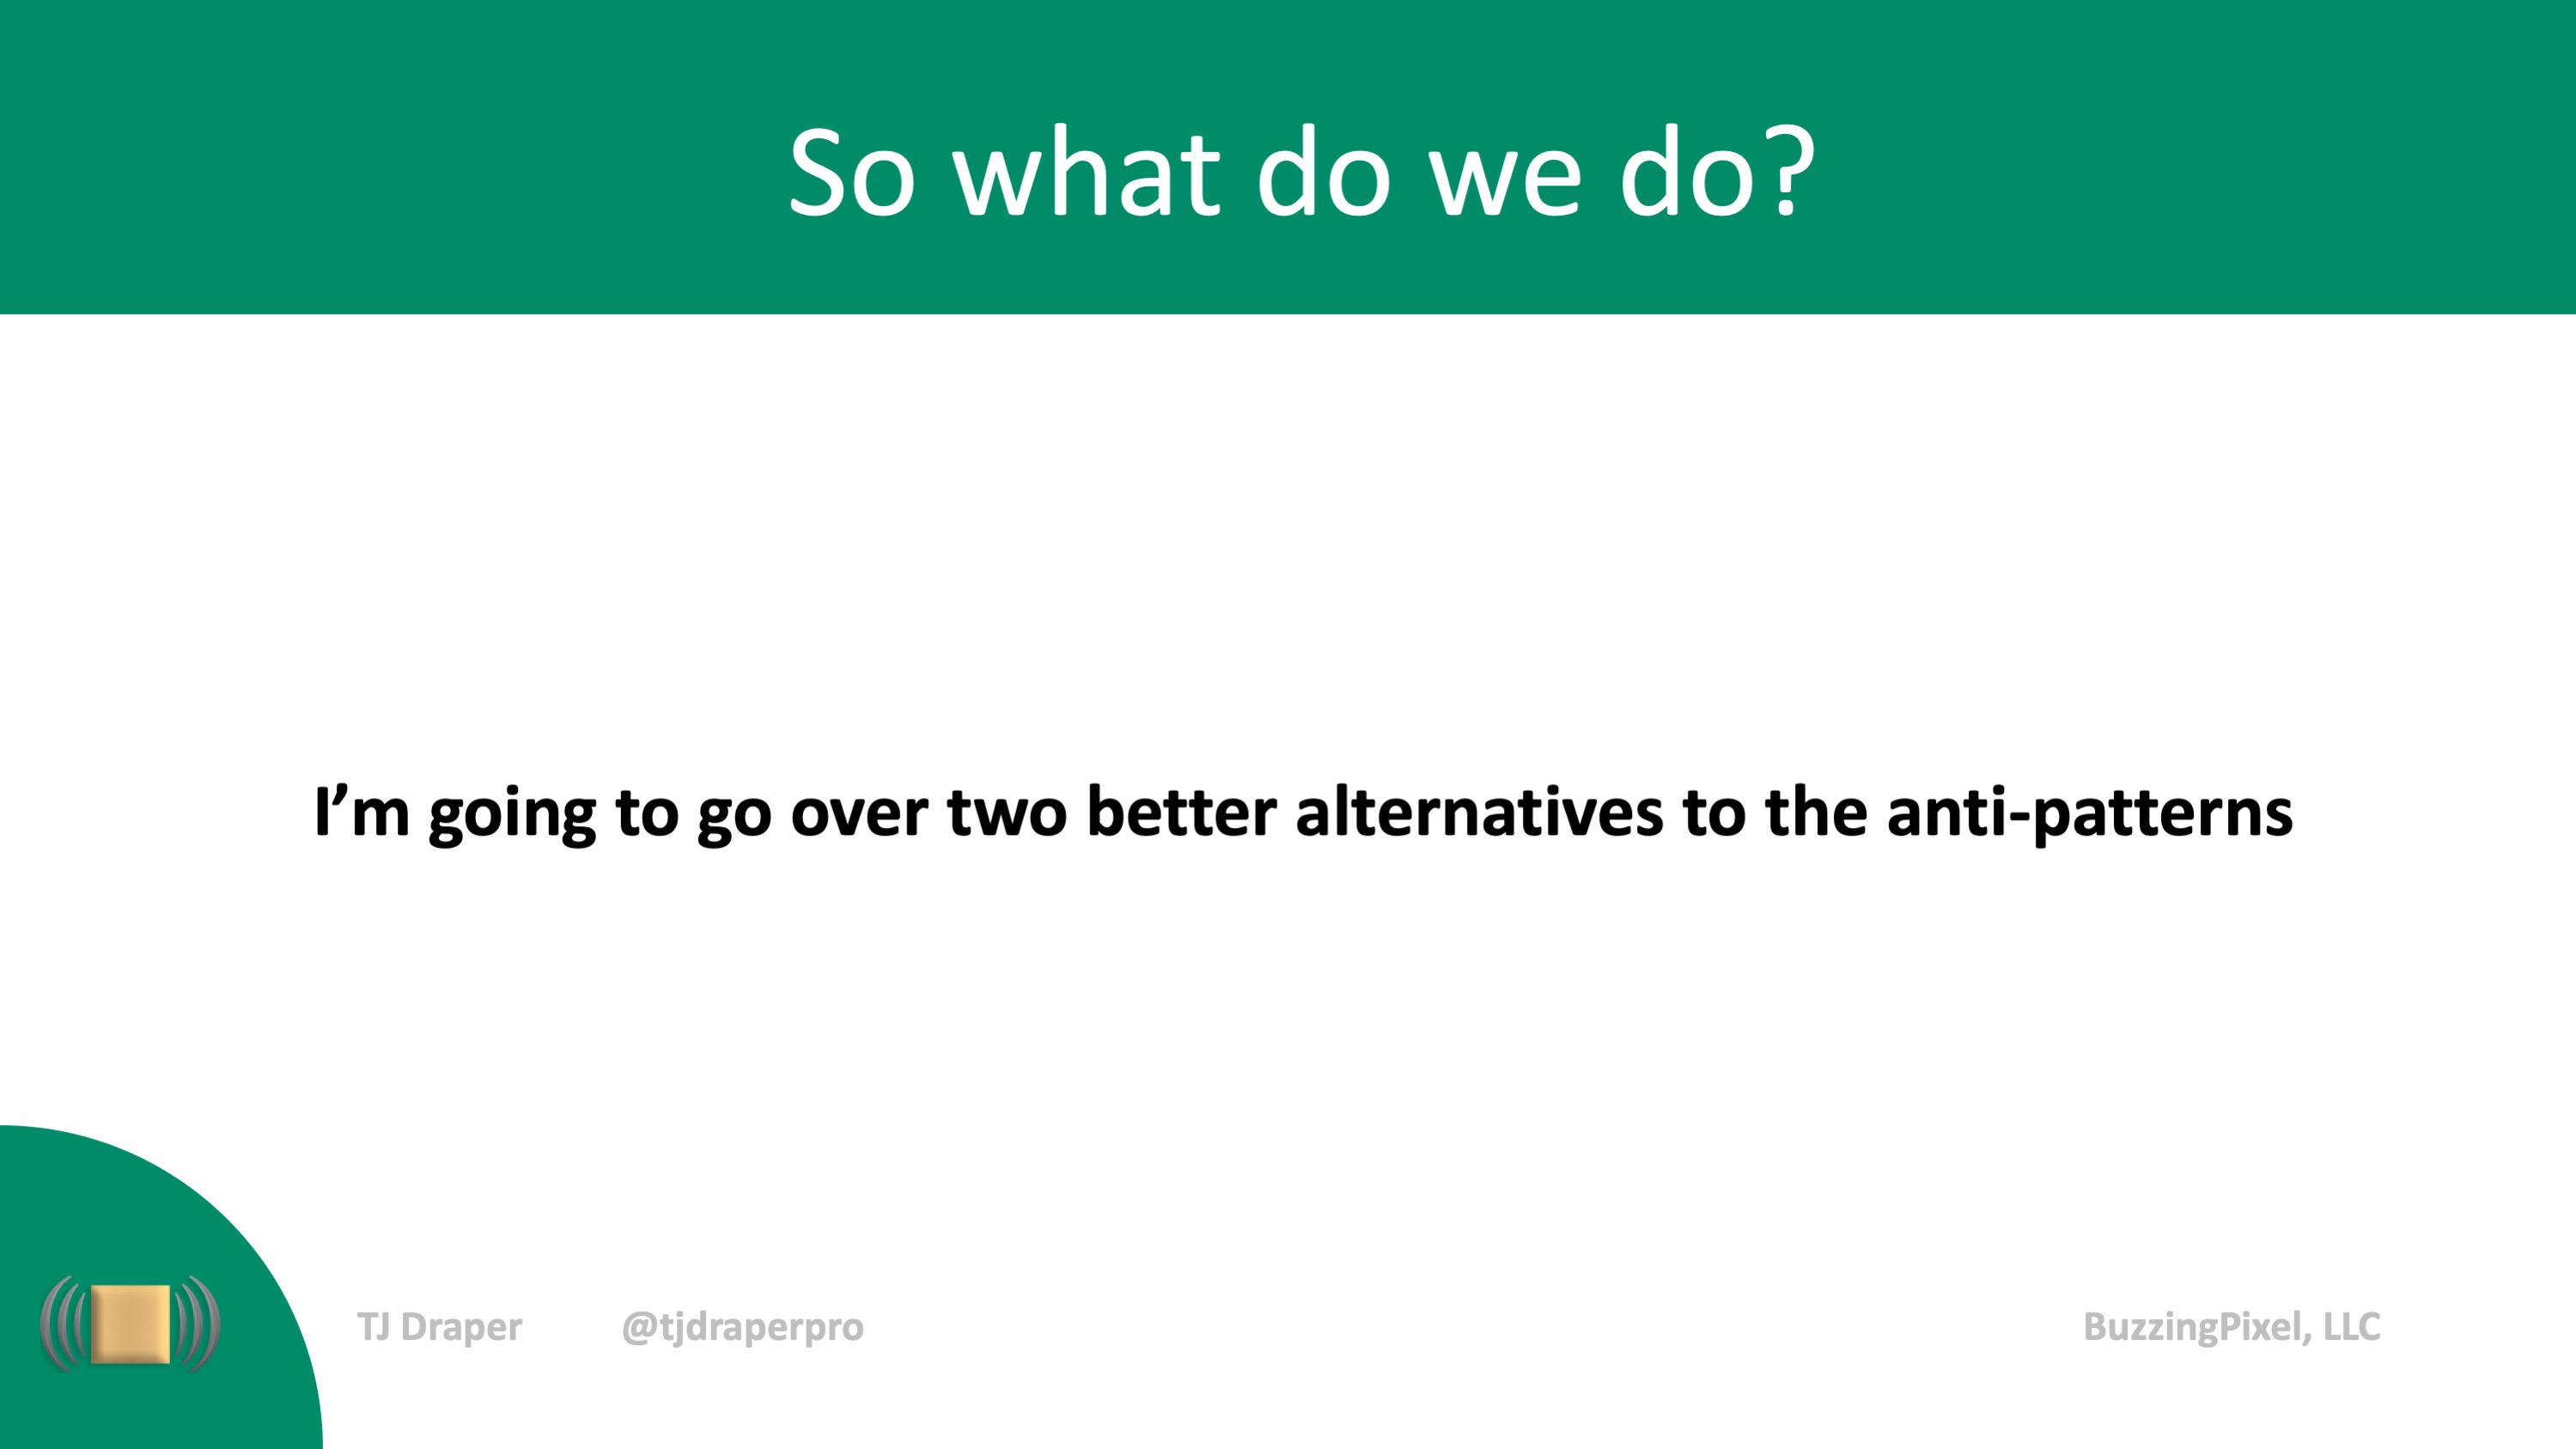 So what do we do?
I’m going to go over two better alternatives to the anti-patterns
TJ Draper @tjdraperpro BuzzingPixel, LLC